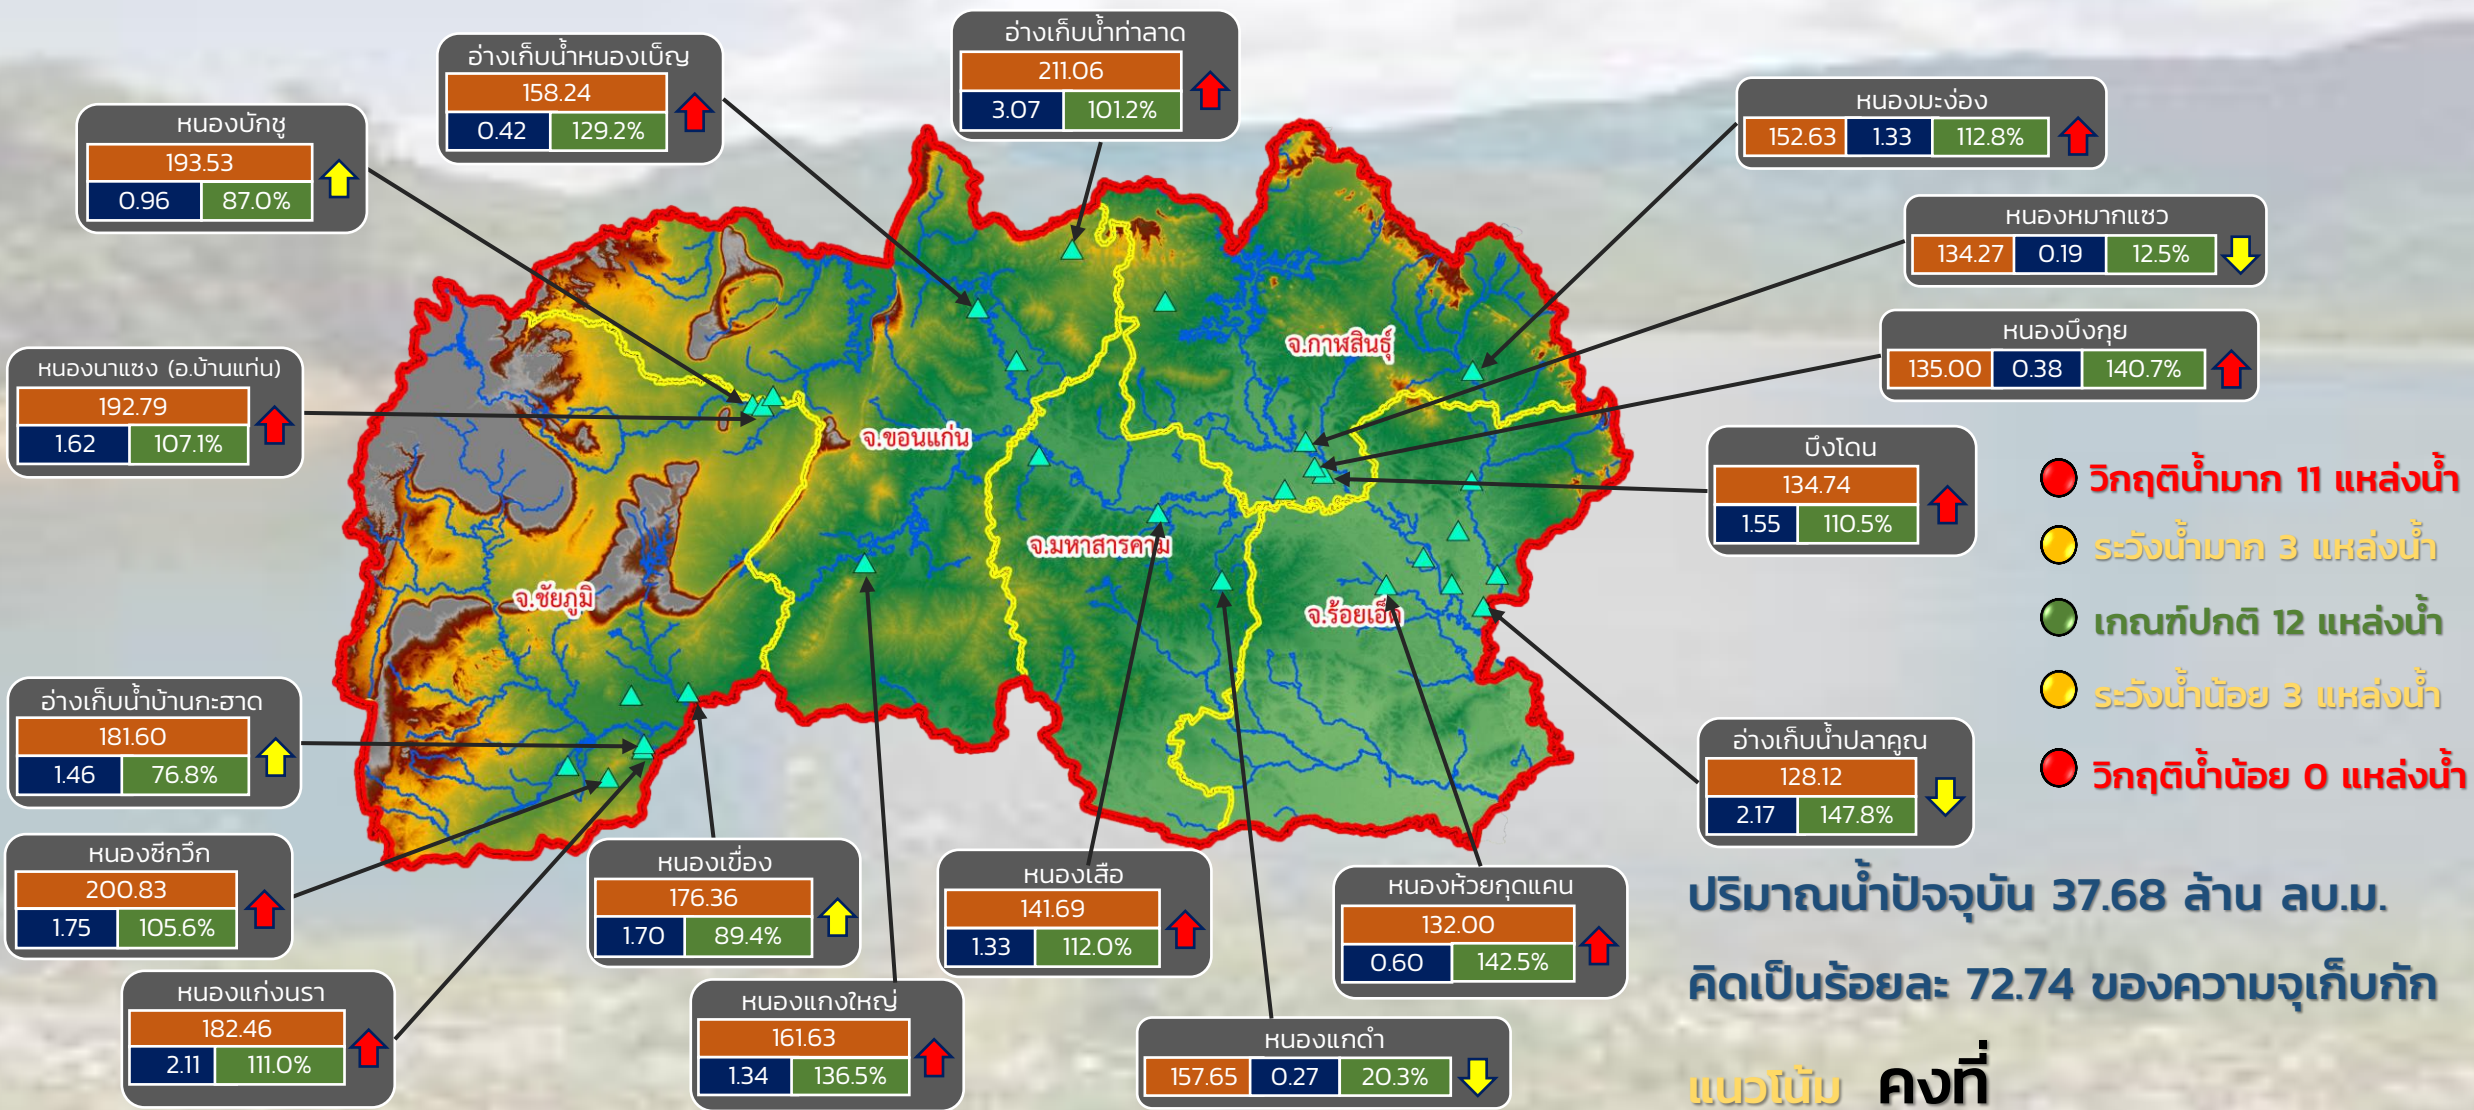 อ่างเก็บน้ำท่าลาด
211.06
3.07 101.2%
อ่างเก็บน้ำหนองเบ็ญ
158.24
0.42 129.2%
หนองบักชู
193.53
0.96 87.0%
หนองมะง่อง
152.63 1.33 112.8%
หนองหมากแซว
134.27 0.19 12.5%
หนองบึงกุย
135.00 0.38 140.7%
หนองนาแซง (อ.บ้านแท่น)
192.79
1.62 107.1%
บึงโดน
134.74
1.55 110.5%
จ.กาฬสินธุ์
จ.ขอนแก่น
จ.มหาสารคาม
จ.ชัยภูมิ
จ.ร้อยเอ็ด
วิกฤติน้ำมาก 11 แหล่งน้ำ
ระวังน้ำมาก 3 แหล่งน้ำ
เกณฑ์ปกติ 12 แหล่งน้ำ
ระวังน้ำน้อย 3 แหล่งน้ำ
วิกฤติน้ำน้อย 0 แหล่งน้ำ
อ่างเก็บน้ำบ้านกะฮาด
181.60
1.46 76.8%
อ่างเก็บน้ำปลาคูณ
128.12
2.17 147.8%
หนองซีกวึก
200.83
1.75 105.6%
หนองเขื่อง
176.36
1.70 89.4%
หนองเสือ
141.69
1.33 112.0%
หนองห้วยกุดแคน
132.00
0.60 142.5%
หนองแก่งนรา
182.46
2.11 111.0%
หนองแกงใหญ่
161.63
1.34 136.5%
หนองแกดำ
157.65 0.27 20.3%
ปริมาณน้ำปัจจุบัน 37.68 ล้าน ลบ.ม.
คิดเป็นร้อยละ 72.74 ของความจุเก็บกัก
แนวโน้ม คงที่